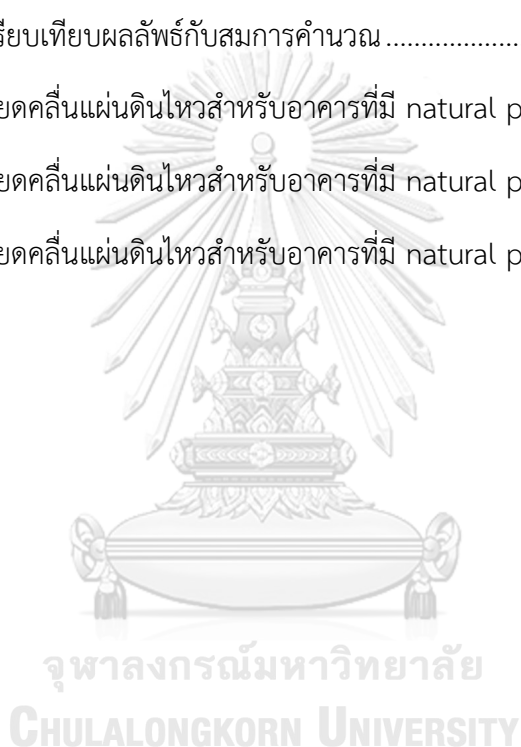 รียบเทียบผลลัพธ์กับสมการคำนวณ ...................
ยดคลื่นแผ่นดินไหวสำหรับอาคารที่มี natural p
ยดคลื่นแผ่นดินไหวสำหรับอาคารที่มี natural p
ยดคลื่นแผ่นดินไหวสำหรับอาคารที่มี natural p
จุฬาลงกรณ์มหาวิทยาลัย
CHULALONGKORN UNIVERSITY